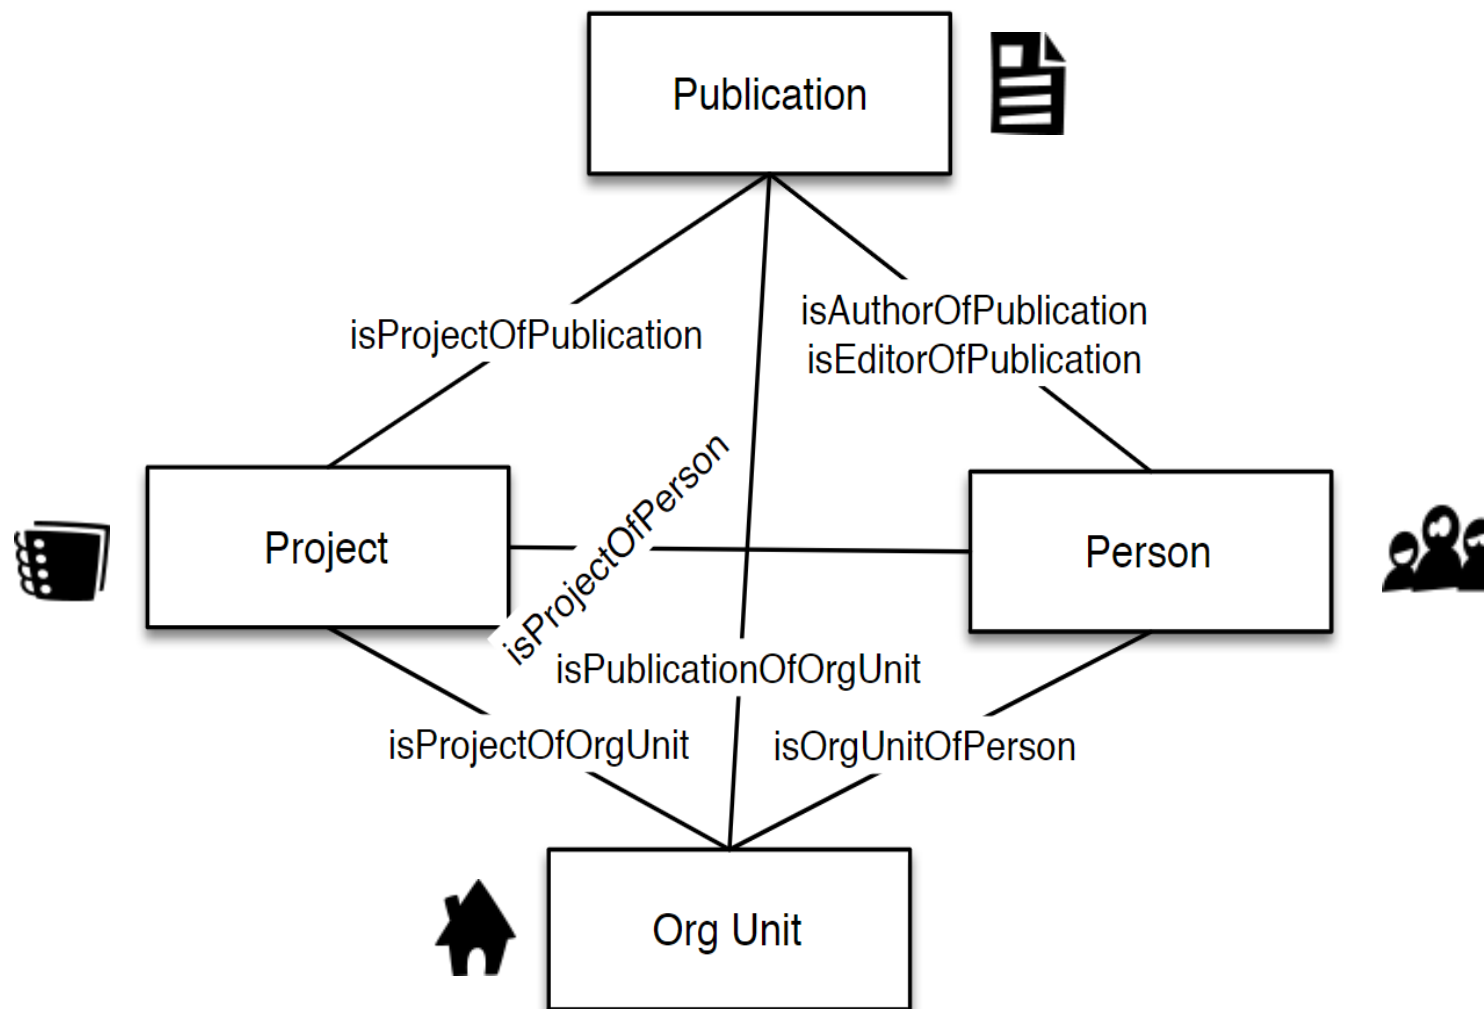 Publication
isProjectOfPublication
isAuthorOfPublication
isEditorOfPublication
isProjectOfPerson
Project
Person
isPublicationOfOrgUnit
isProjectOfOrgUnit
isOrgUnitOfPerson
Org Unit